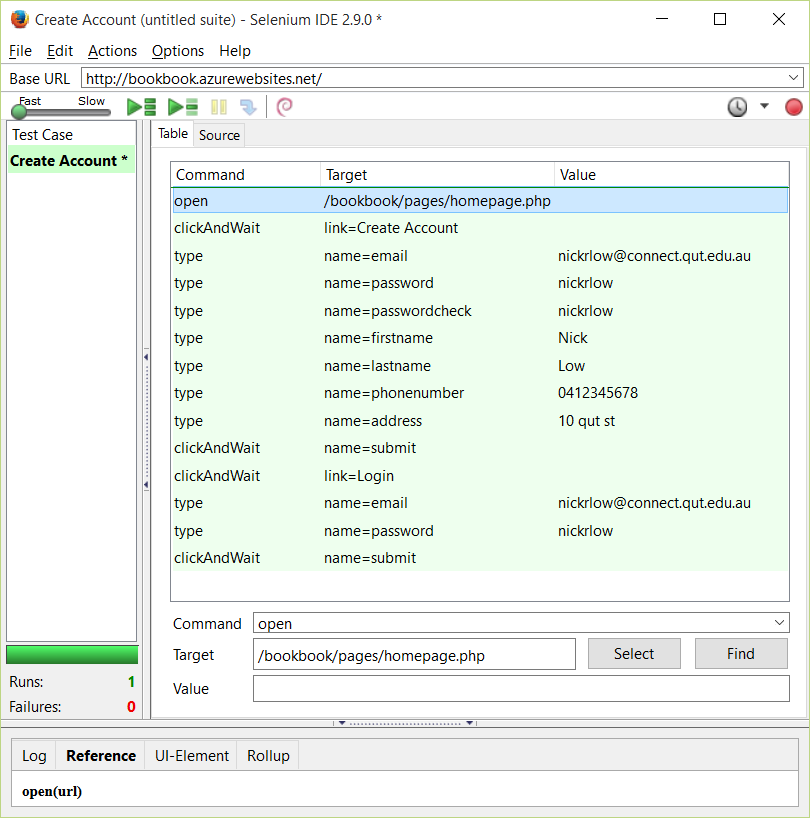 Create Account (untitled suite) - Selenium IDE 2.9.0 *
File Edit Actions Options Help
Base URL http://bookbook.azurewebsites.net/
Fast Slow
Test Case
Create Account *
Table Source
Command Target Value
open /bookbook/pages/homepage.php
clickAndWait link=Create Account
type name=email nickrlow@connect.qut.edu.au
type name=password nickrlow
type name=passwordcheck nickrlow
type name=firstname Nick
type name=lastname Low
type name=phonenumber 0412345678
type name=address 10 qut st
clickAndWait name=submit
clickAndWait link=Login
type name=email nickrlow@connect.qut.edu.au
type name=password nickrlow
clickAndWait name=submit
Command open
Target /bookbook/pages/homepage.php Select Find
Value
Runs: 1
Failures: 0
Log Reference UI-Element Rollup
open(url)